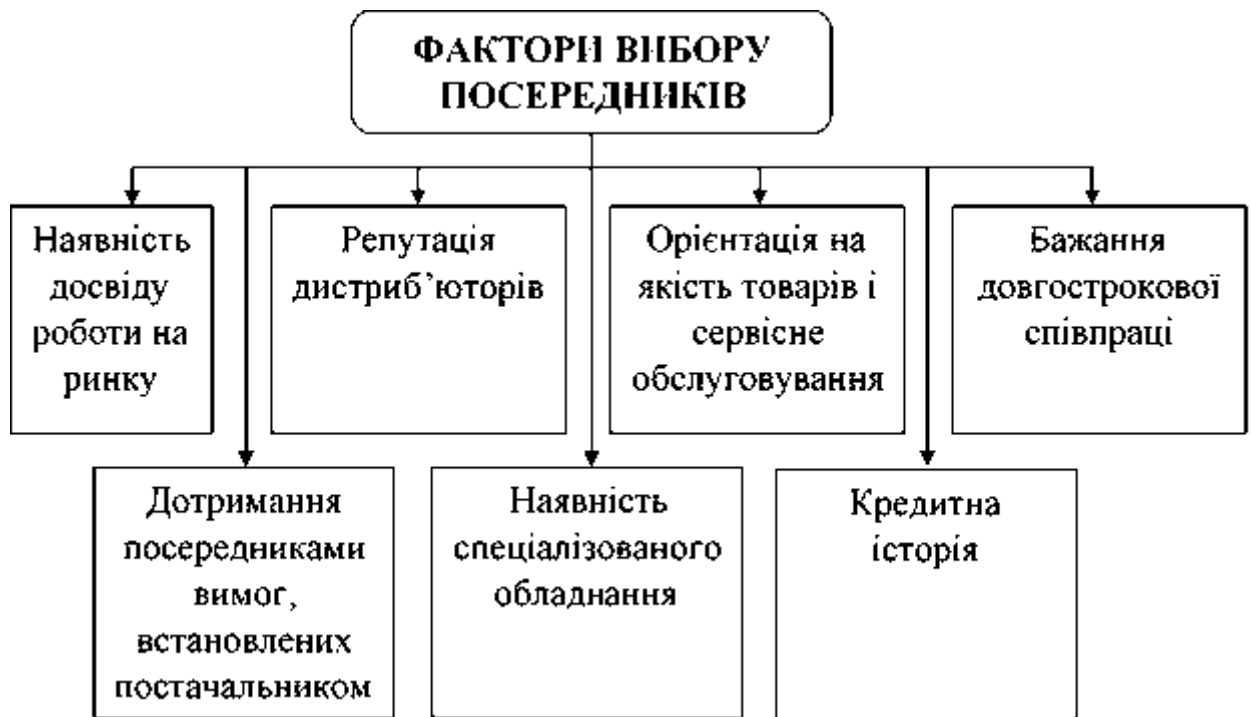 ФАКТОРИ ВИБОРУ
ПОСЕРЕДНИКІВ
Наявність
досвіду
роботи на
ринку
Репутація
дистриб’юторів
Орієнтація на
якість товарів і
сервісне
обслуговування
Бажання
довгострокової
співпраці
Дотримання
посередниками
вимог,
встановлених
постачальником
Наявність
спеціалізованого
обладнання
Кредитна
історія